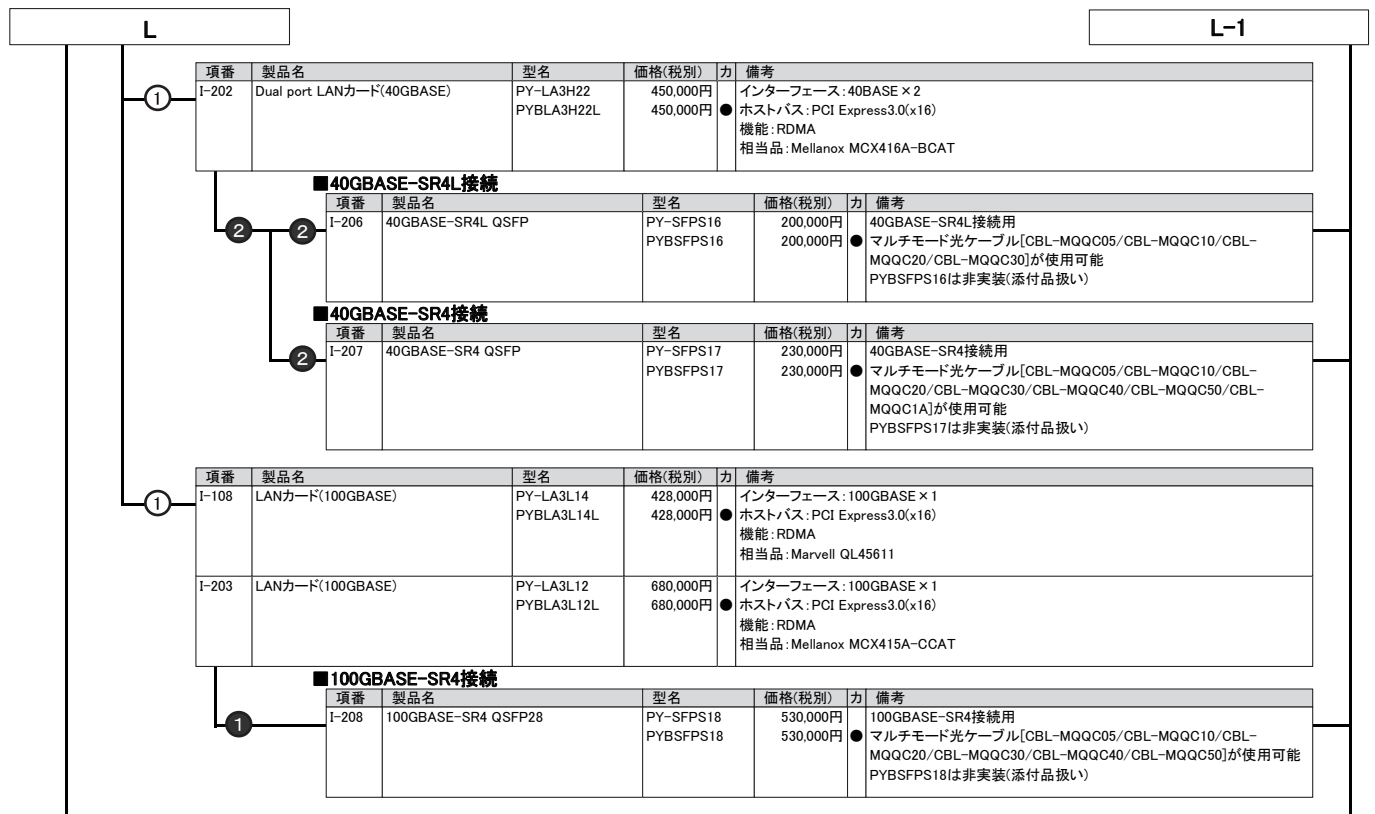 L
L-1
項番 製品名 型名 価格(税別) カ 備考
①
I-202 Dual port LANカード(40GBASE) PY-LA3H22 450,000円 インターフェース:40BASE×2
PYBLA3H22L 450,000円 ● ホストバス:PCI Express3.0(x16)
機能:RDMA
相当品:Mellanox MCX416A-BCAT
■40GBASE-SR4L接続
項番 製品名 型名 価格(税別) カ 備考
❷ ❷
I-206 40GBASE-SR4L QSFP PY-SFPS16 200,000円 40GBASE-SR4L接続用
PYBSFPS16 200,000円 ● マルチモード光ケーブル[CBL-MQQC05/CBL-MQQC10/CBL-
MQQC20/CBL-MQQC30]が使用可能
PYBSFPS16は非実装(添付品扱い)
■40GBASE-SR4接続
項番 製品名 型名 価格(税別) カ 備考
❷
I-207 40GBASE-SR4 QSFP PY-SFPS17 230,000円 40GBASE-SR4接続用
PYBSFPS17 230,000円 ● マルチモード光ケーブル[CBL-MQQC05/CBL-MQQC10/CBL-
MQQC20/CBL-MQQC30/CBL-MQQC40/CBL-MQQC50/CBL-
MQQC1A]が使用可能
PYBSFPS17は非実装(添付品扱い)
項番 製品名 型名 価格(税別) カ 備考
①
I-108 LANカード(100GBASE) PY-LA3L14 428,000円 インターフェース:100GBASE×1
PYBLA3L14L 428,000円 ● ホストバス:PCI Express3.0(x16)
機能:RDMA
相当品:Marvell QL45611
I-203 LANカード(100GBASE) PY-LA3L12 680,000円 インターフェース:100GBASE×1
PYBLA3L12L 680,000円 ● ホストバス:PCI Express3.0(x16)
機能:RDMA
相当品:Mellanox MCX415A-CCAT
■100GBASE-SR4接続
項番 製品名 型名 価格(税別) カ 備考
❶
I-208 100GBASE-SR4 QSFP28 PY-SFPS18 530,000円 100GBASE-SR4接続用
PYBSFPS18 530,000円 ● マルチモード光ケーブル[CBL-MQQC05/CBL-MQQC10/CBL-
MQQC20/CBL-MQQC30/CBL-MQQC40/CBL-MQQC50]が使用可能
PYBSFPS18は非実装(添付品扱い)